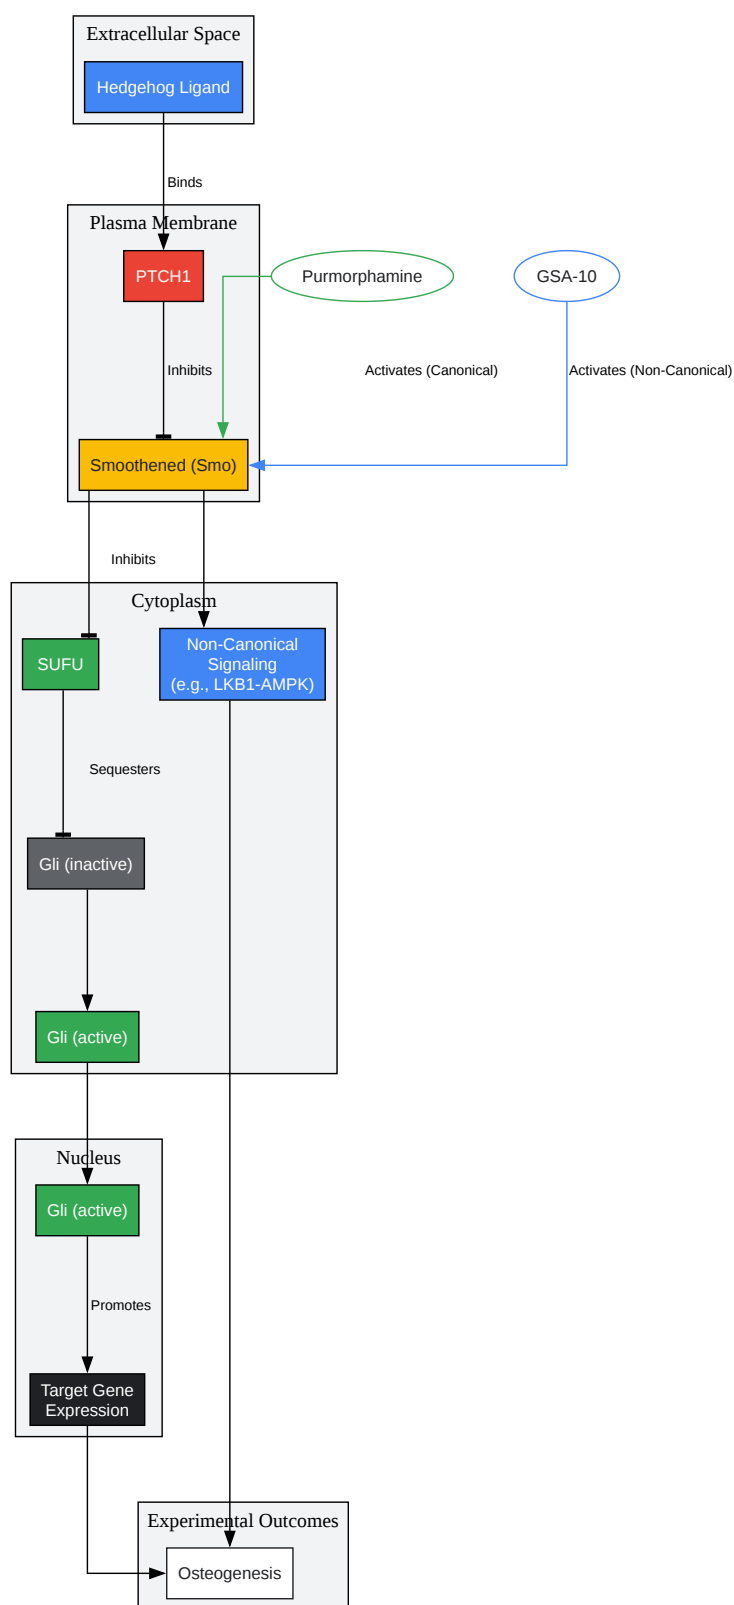 Extracellular Space
Hedgehog Ligand
Binds
Plasma Membrane
PTCH1
Purmorphamine
GSA-10
Inhibits
Activates (Canonical)
Activates (Non-Canonical)
Smoothened (Smo)
Inhibits
Cytoplasm
SUFU
Non-Canonical
Signaling
(e.g., LKB1-AMPK)
Sequesters
Gli (inactive)
Gli (active)
Nucleus
Gli (active)
Promotes
Target Gene
Expression
Experimental Outcomes
Osteogenesis